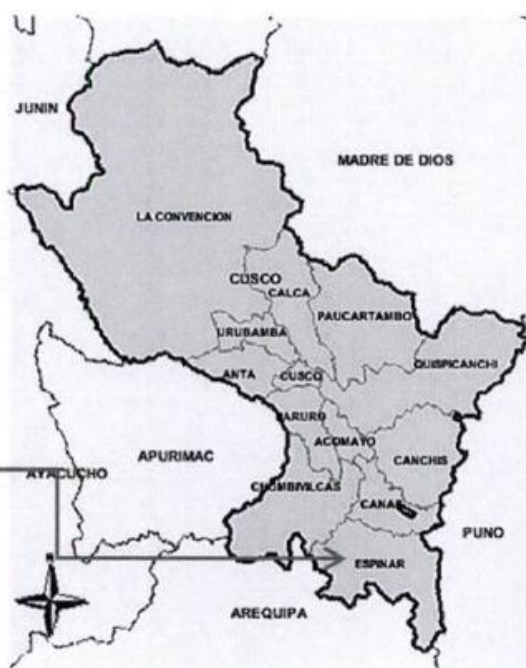 JUNIN
MADRE DE DIOS
LA CONVENCION
CUSCO
CALCA
PAUCARTAMBO
URUBAMBA
QUISPICANCHI
ANTA
CUSCO
PARURO
ACOMAYO
APURIMAC
CANCHIS
AYACUCHO
CHUMBIVILCAS
CANAS
PUNO
ESPINAR
AREQUIPA